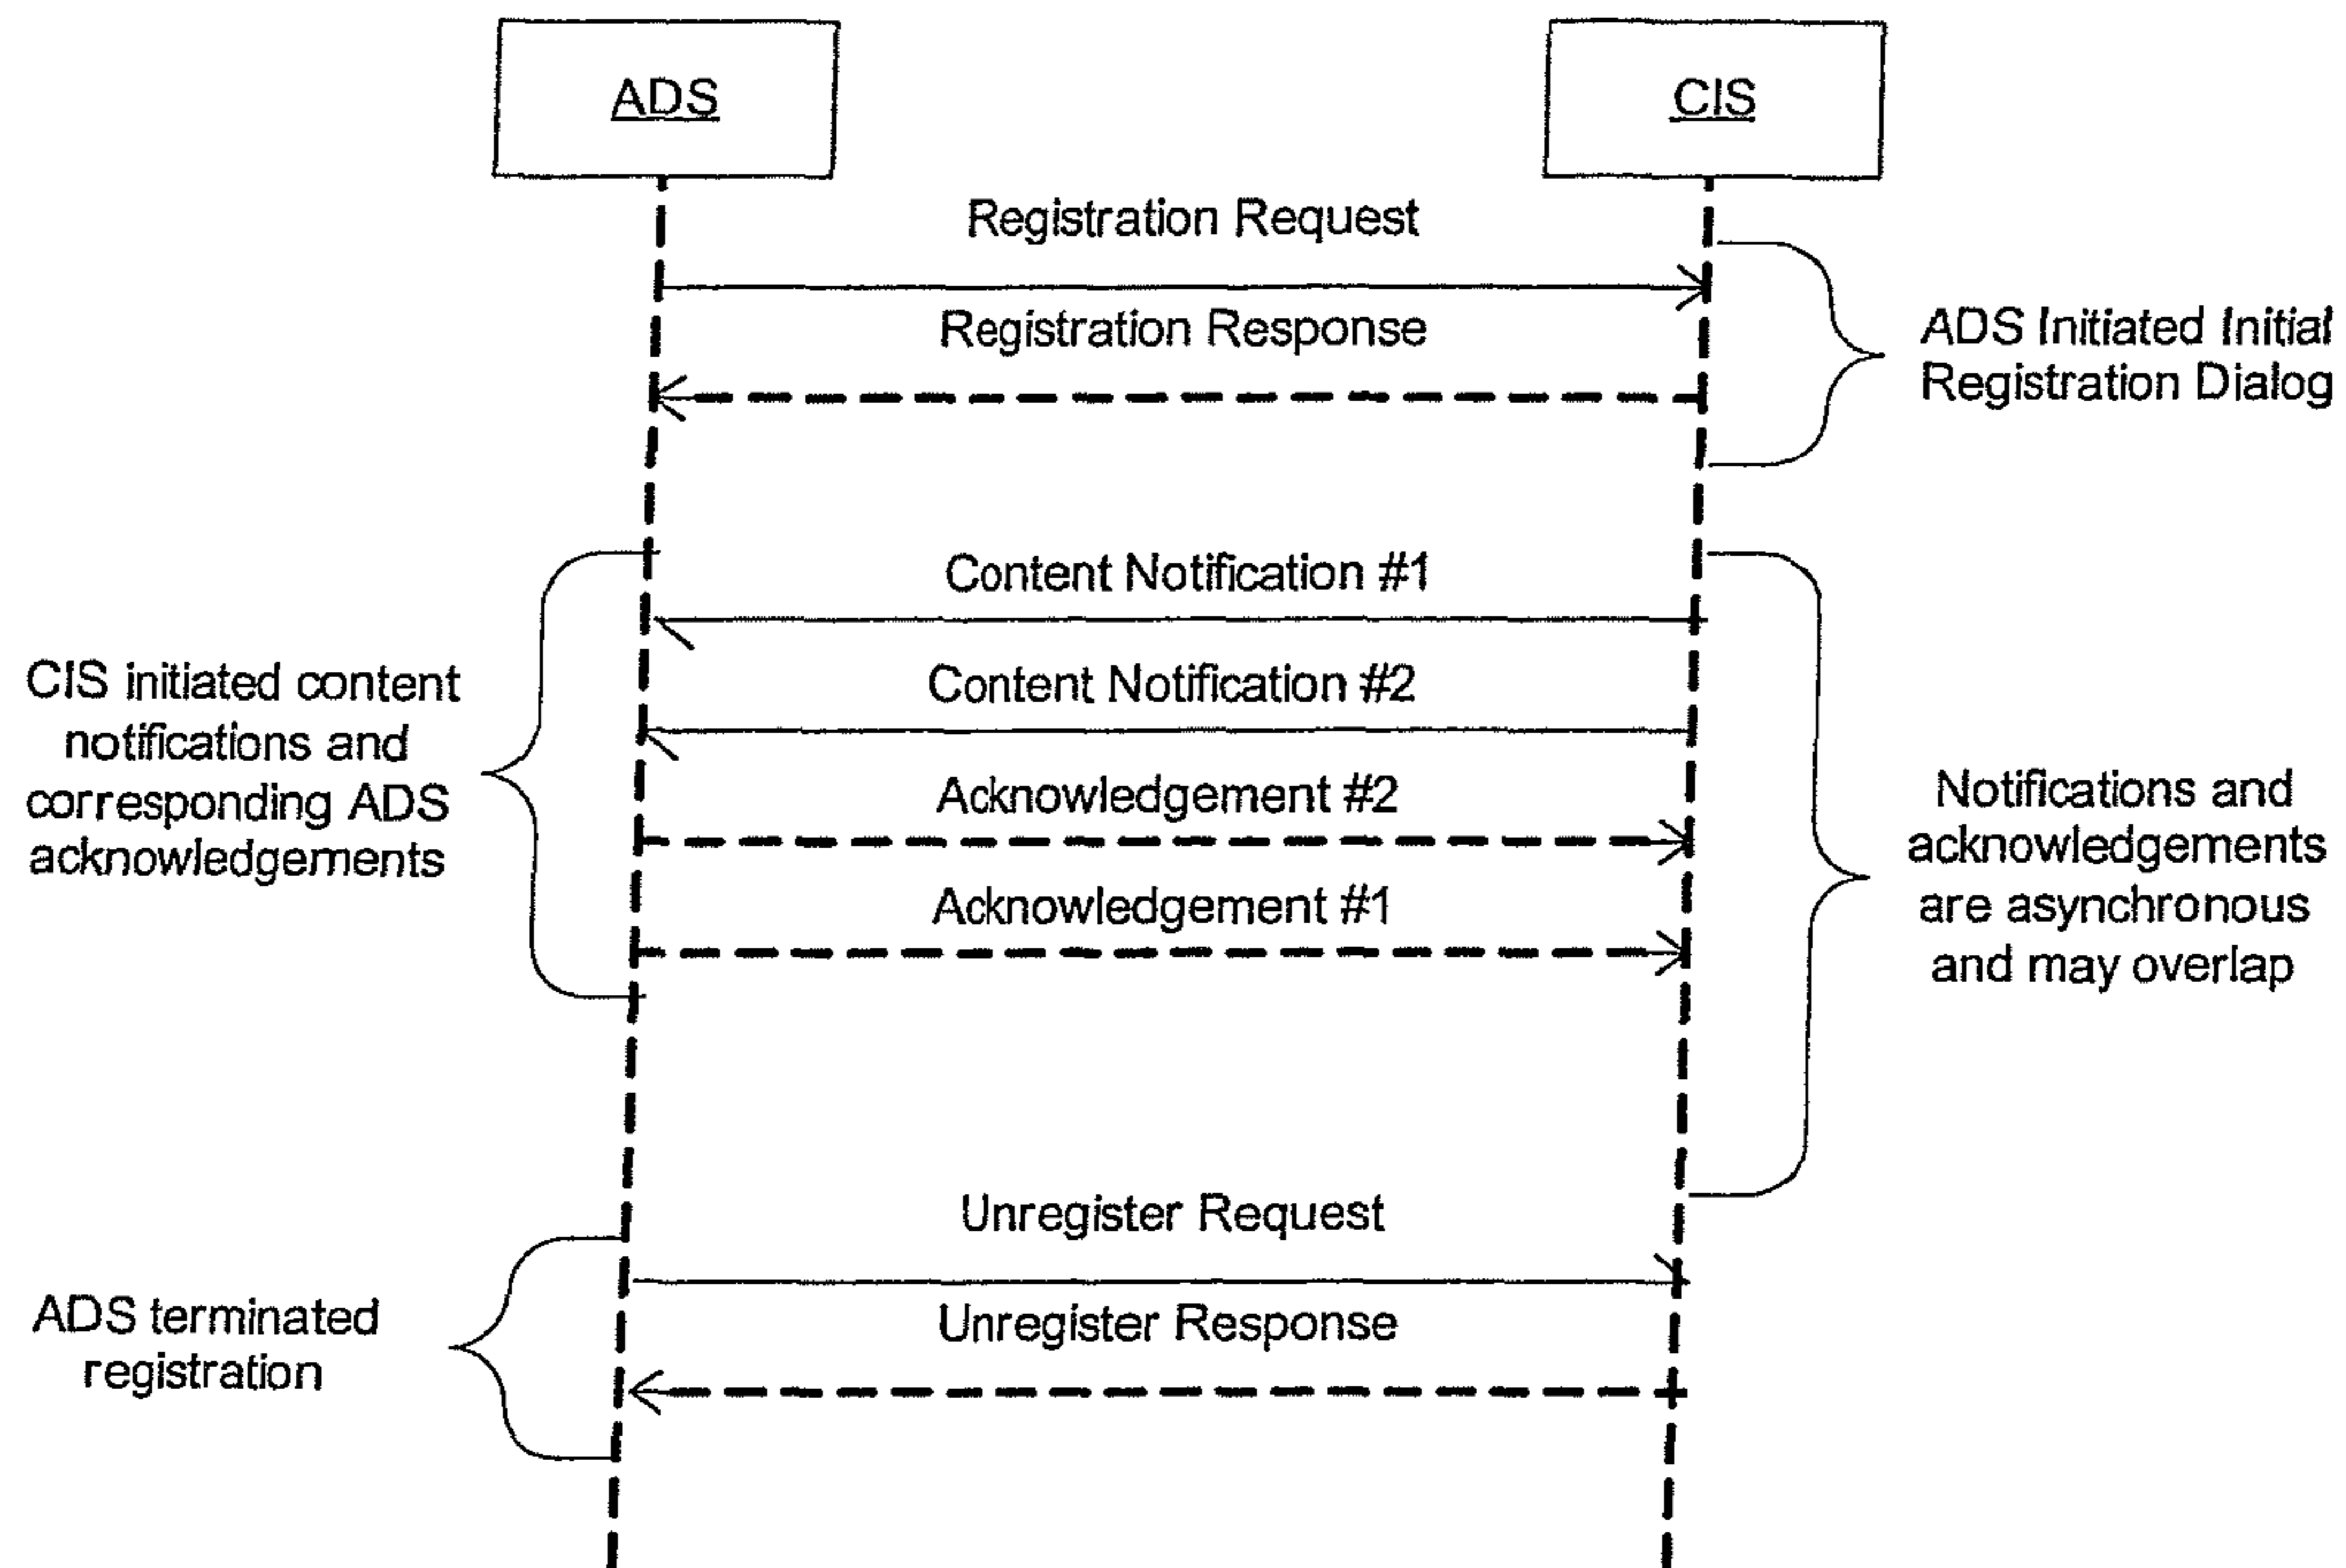 ADS
CIS
Registration Request
Registration Response
ADS Initiated Initial
Registration Dialog
Content Notification #1
Content Notification #2
Acknowledgement #2
Acknowledgement #1
CIS initiated content
notifications and
corresponding ADS
acknowledgements
Notifications and
acknowledgements
are asynchronous
and may overlap
Unregister Request
Unregister Response
ADS terminated
registration